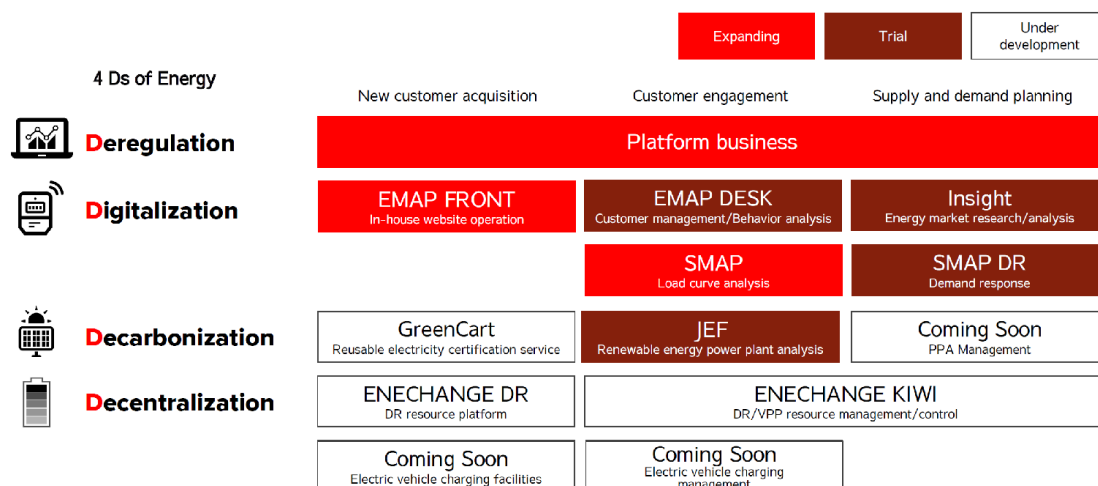 Expanding
Trial
Under
development
4 Ds of Energy
New customer acquisition
Customer engagement
Supply and demand planning
Deregulation
Platform business
Digitalization
EMAP FRONT
In-house website operation
EMAP DESK
Customer management/Behavior analysis
Insight
Energy market research/analysis
SMAP
Load curve analysis
SMAP DR
Demand response
Decarbonization
GreenCart
Reusable electricity certification service
JEF
Renewable energy power plant analysis
Coming Soon
PPA Management
Decentralization
ENECHANGE DR
DR resource platform
ENECHANGE KIWI
DR/VPP resource management/control
Coming Soon
Electric vehicle charging facilities
Coming Soon
Electric vehicle charging
management